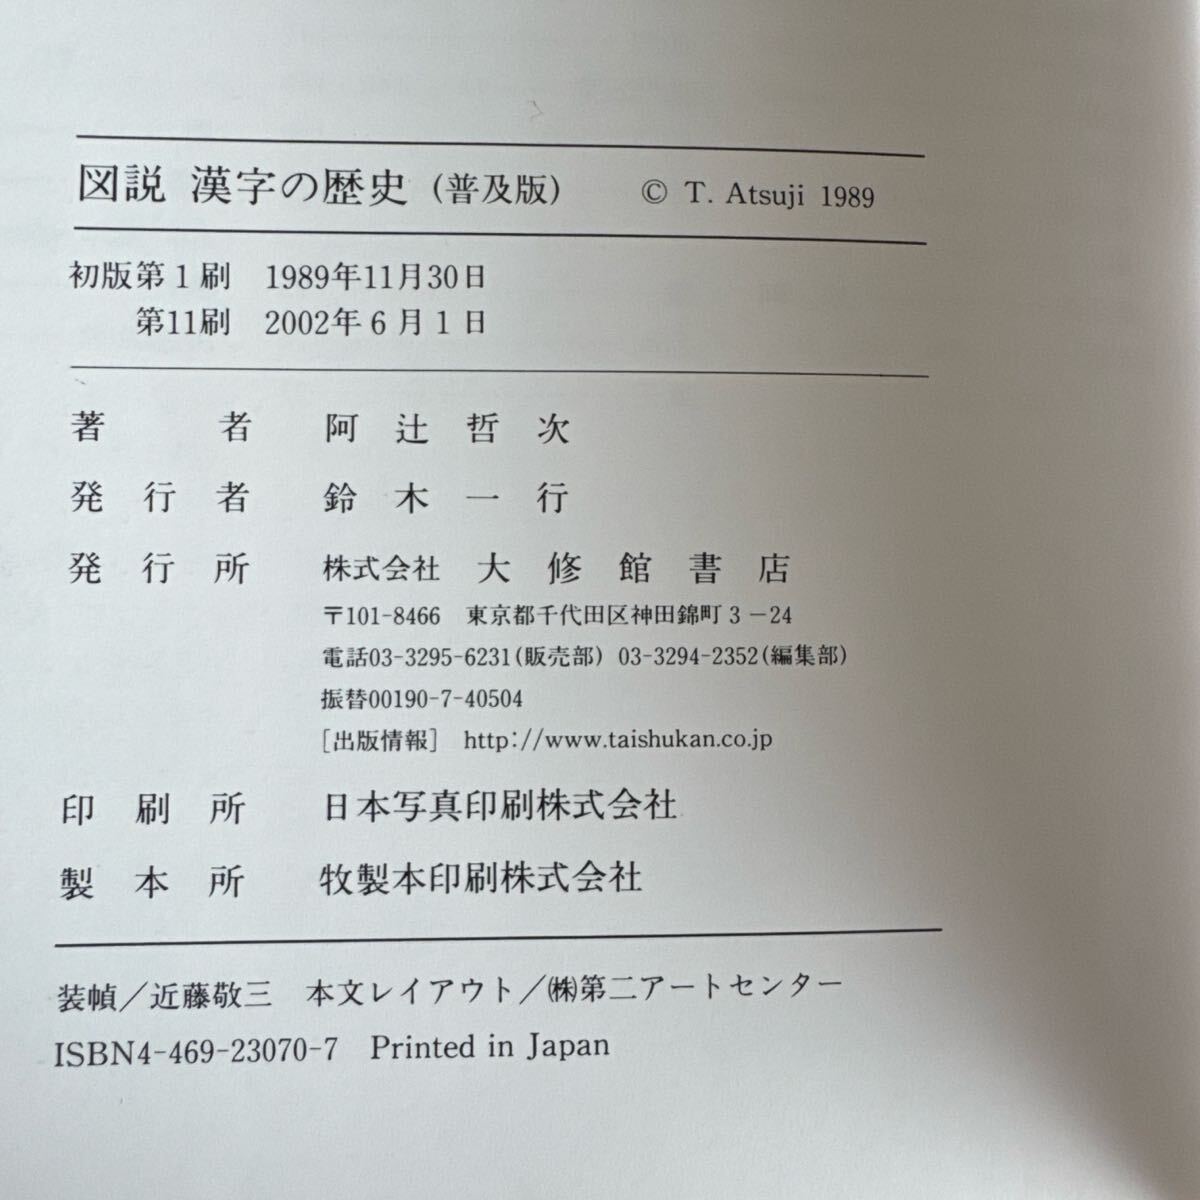 図説 漢字の歴史（普及版）　© T. Atsuji 1989
初版第1刷　1989年11月30日
第11刷　2002年6月1日
著者　阿辻哲次
発行者　鈴木一行
発行所　株式会社 大修館書店
〒101-8466　東京都千代田区神田錦町3－24
電話03-3295-6231(販売部) 03-3294-2352(編集部)
振替00190-7-40504
［出版情報］　http://www.taishukan.co.jp
印刷所　日本写真印刷株式会社
製本所　牧製本印刷株式会社
装幀／近藤敬三　本文レイアウト／㈱第二アートセンター
ISBN4-469-23070-7　Printed in Japan